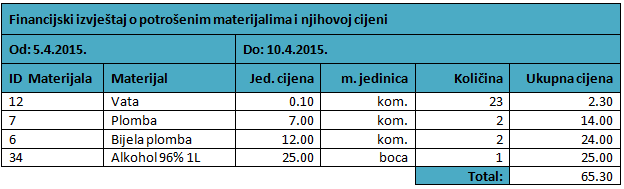 Financijski izvještaj o potrošenim materijalima i njihovoj cijeni
Od: 5.4.2015. Do: 10.4.2015.
ID Materijala Materijal Jed. cijena m. jedinica Količina Ukupna cijena
12 Vata 0.10 kom. 23 2.30
7 Plomba 7.00 kom. 2 14.00
6 Bijela plomba 12.00 kom. 2 24.00
34 Alkohol 96% 1L 25.00 boca 1 25.00
Total: 65.30